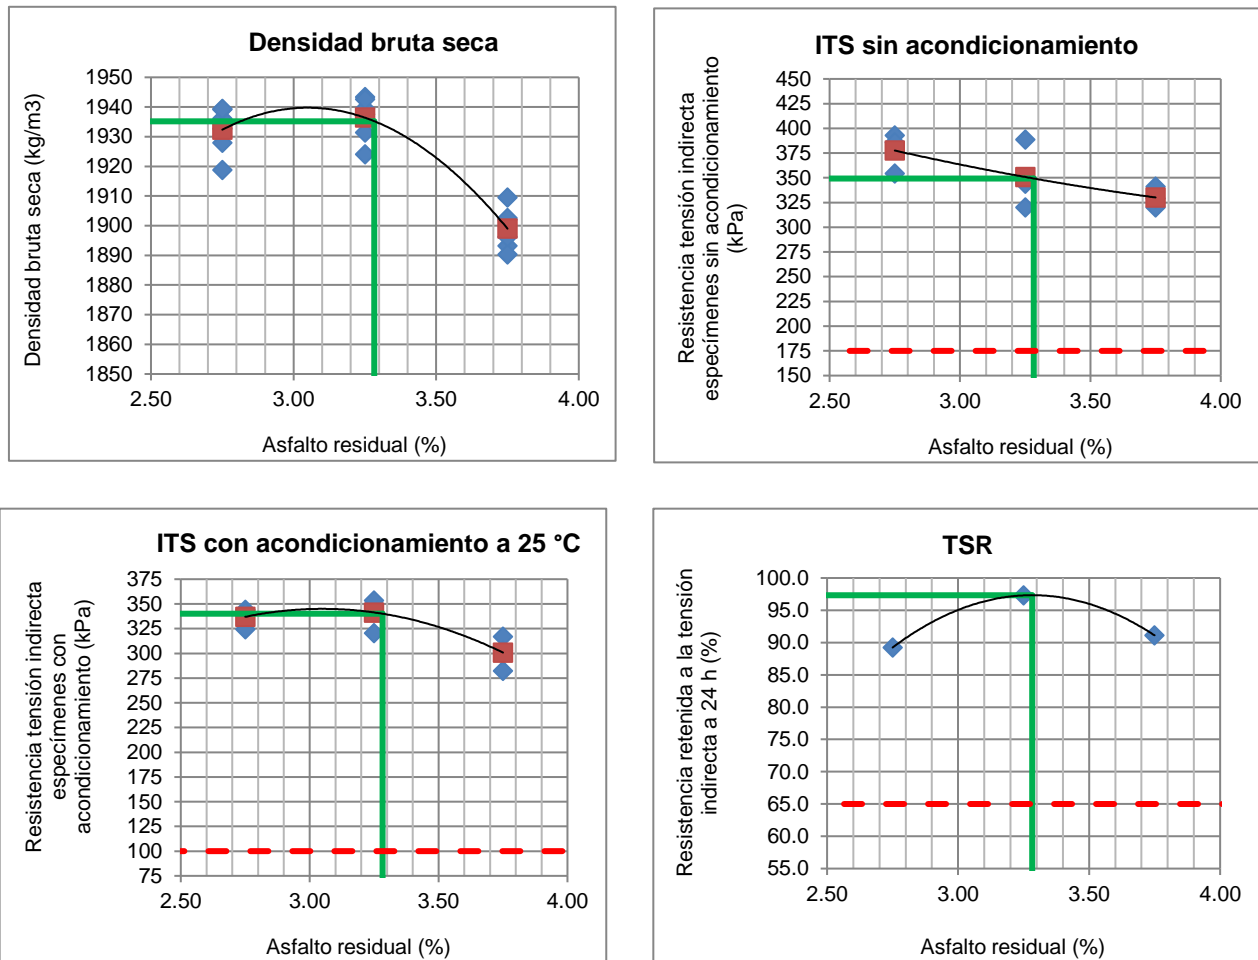 Densidad bruta seca
Densidad bruta seca (kg/m3)
1950
1940
1930
1920
1910
1900
1890
1880
1870
1860
1850
2.50 3.00 3.50 4.00
Asfalto residual (%)
ITS sin acondicionamiento
Resistencia tensión indirecta
especímenes sin acondicionamiento
(kPa)
450
425
400
375
350
325
300
275
250
225
200
175
150
2.50 3.00 3.50 4.00
Asfalto residual (%)
ITS con acondicionamiento a 25 °C
Resistencia tensión indirecta
especímenes con
acondicionamiento (kPa)
375
350
325
300
275
250
225
200
175
150
125
100
75
2.50 3.00 3.50 4.00
Asfalto residual (%)
TSR
Resistencia retenida a la tensión
indirecta a 24 h (%)
100.0
95.0
90.0
85.0
80.0
75.0
70.0
65.0
60.0
55.0
2.50 3.00 3.50 4.00
Asfalto residual (%)